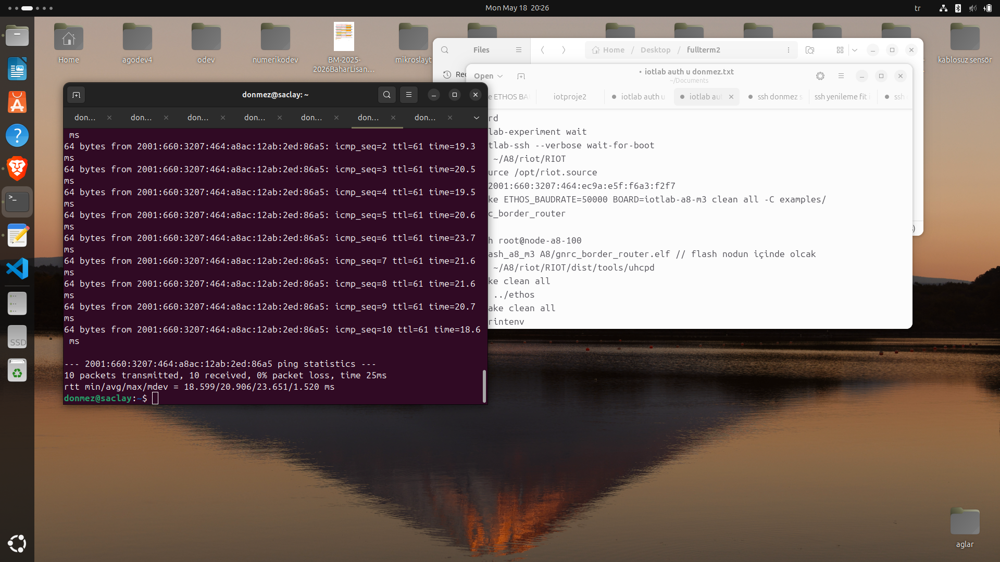 Mon May 18 20:26
tr
Home
agodev4
odev
numerikodev
BM-2025-
2026BaharLisan...
mikroslayt
kablosuz sensör
Files
Home / Desktop / fullterm2
Open
• iotlab auth u donmez.txt
~/Documents
ETHOS
iotproje2
iotlab auth u
iotlab au
ssh donmez s
ssh yenileme fit
ssh
rd
lab-experiment wait
tlab-ssh --verbose wait-for-boot
~/A8/riot/RIOT
urce /opt/riot.source
2001:660:3207:464:ec9a:e5f:f6a3:f2f7
ke ETHOS_BAUDRATE=50000 BOARD=iotlab-a8-m3 clean all -C examples/
c_border_router
h root@node-a8-100
ash_a8_m3 A8/gnrc_border_router.elf // flash nodun içinde olcak
~/A8/riot/RIOT/dist/tools/uhcpd
ke clean all
../ethos
ake clean all
rintenv
donmez@saclay: ~
don...
don...
don...
don...
don...
don...
don...
ms
64 bytes from 2001:660:3207:464:a8ac:12ab:2ed:86a5: icmp_seq=2 ttl=61 time=19.3
ms
64 bytes from 2001:660:3207:464:a8ac:12ab:2ed:86a5: icmp_seq=3 ttl=61 time=20.5
ms
64 bytes from 2001:660:3207:464:a8ac:12ab:2ed:86a5: icmp_seq=4 ttl=61 time=19.5
ms
64 bytes from 2001:660:3207:464:a8ac:12ab:2ed:86a5: icmp_seq=5 ttl=61 time=20.6
ms
64 bytes from 2001:660:3207:464:a8ac:12ab:2ed:86a5: icmp_seq=6 ttl=61 time=23.7
ms
64 bytes from 2001:660:3207:464:a8ac:12ab:2ed:86a5: icmp_seq=7 ttl=61 time=21.6
ms
64 bytes from 2001:660:3207:464:a8ac:12ab:2ed:86a5: icmp_seq=8 ttl=61 time=21.6
ms
64 bytes from 2001:660:3207:464:a8ac:12ab:2ed:86a5: icmp_seq=9 ttl=61 time=20.7
ms
64 bytes from 2001:660:3207:464:a8ac:12ab:2ed:86a5: icmp_seq=10 ttl=61 time=18.6
ms
--- 2001:660:3207:464:a8ac:12ab:2ed:86a5 ping statistics ---
10 packets transmitted, 10 received, 0% packet loss, time 25ms
rtt min/avg/max/mdev = 18.599/20.906/23.651/1.520 ms
donmez@saclay:~$
SSD
aglar